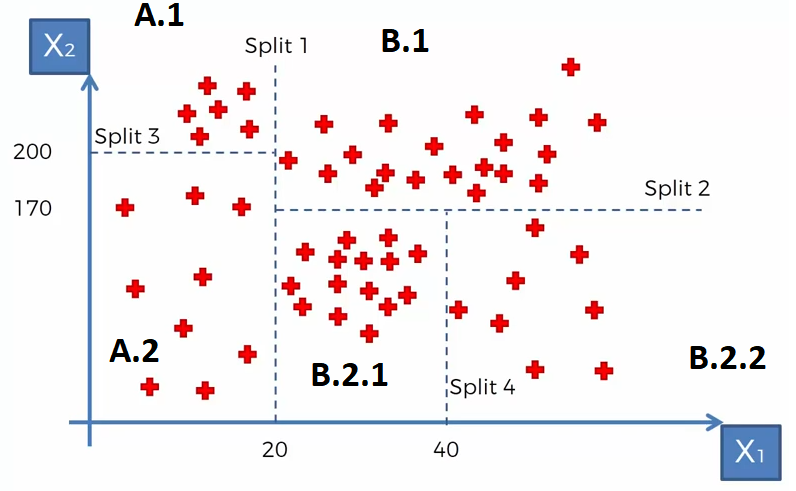 A.1
B.1
X2
Split 1
Split 3
200
170
Split 2
A.2
B.2.1
B.2.2
Split 4
20
40
X1